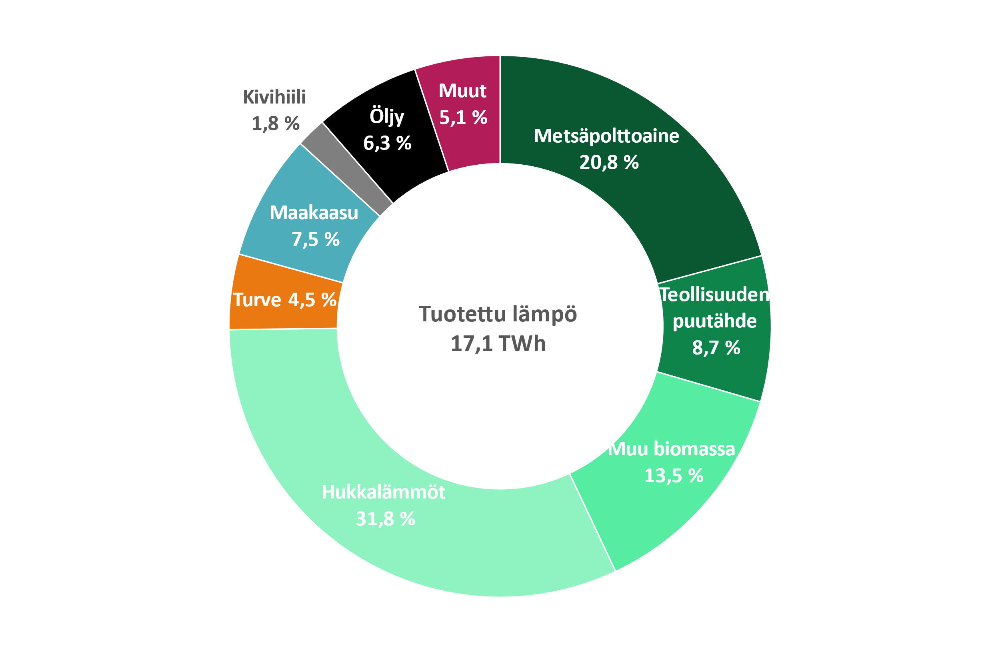 Muut
5,1 %
Metsäpolttoaine
20,8 %
Teollisuuden
puutähde
8,7 %
Muu biomassa
13,5 %
Hukkalämmöt
31,8 %
Turve 4,5 %
Maakaasu
7,5 %
Kivihiili
1,8 %
Öljy
6,3 %
Tuotettu lämpö
17,1 TWh